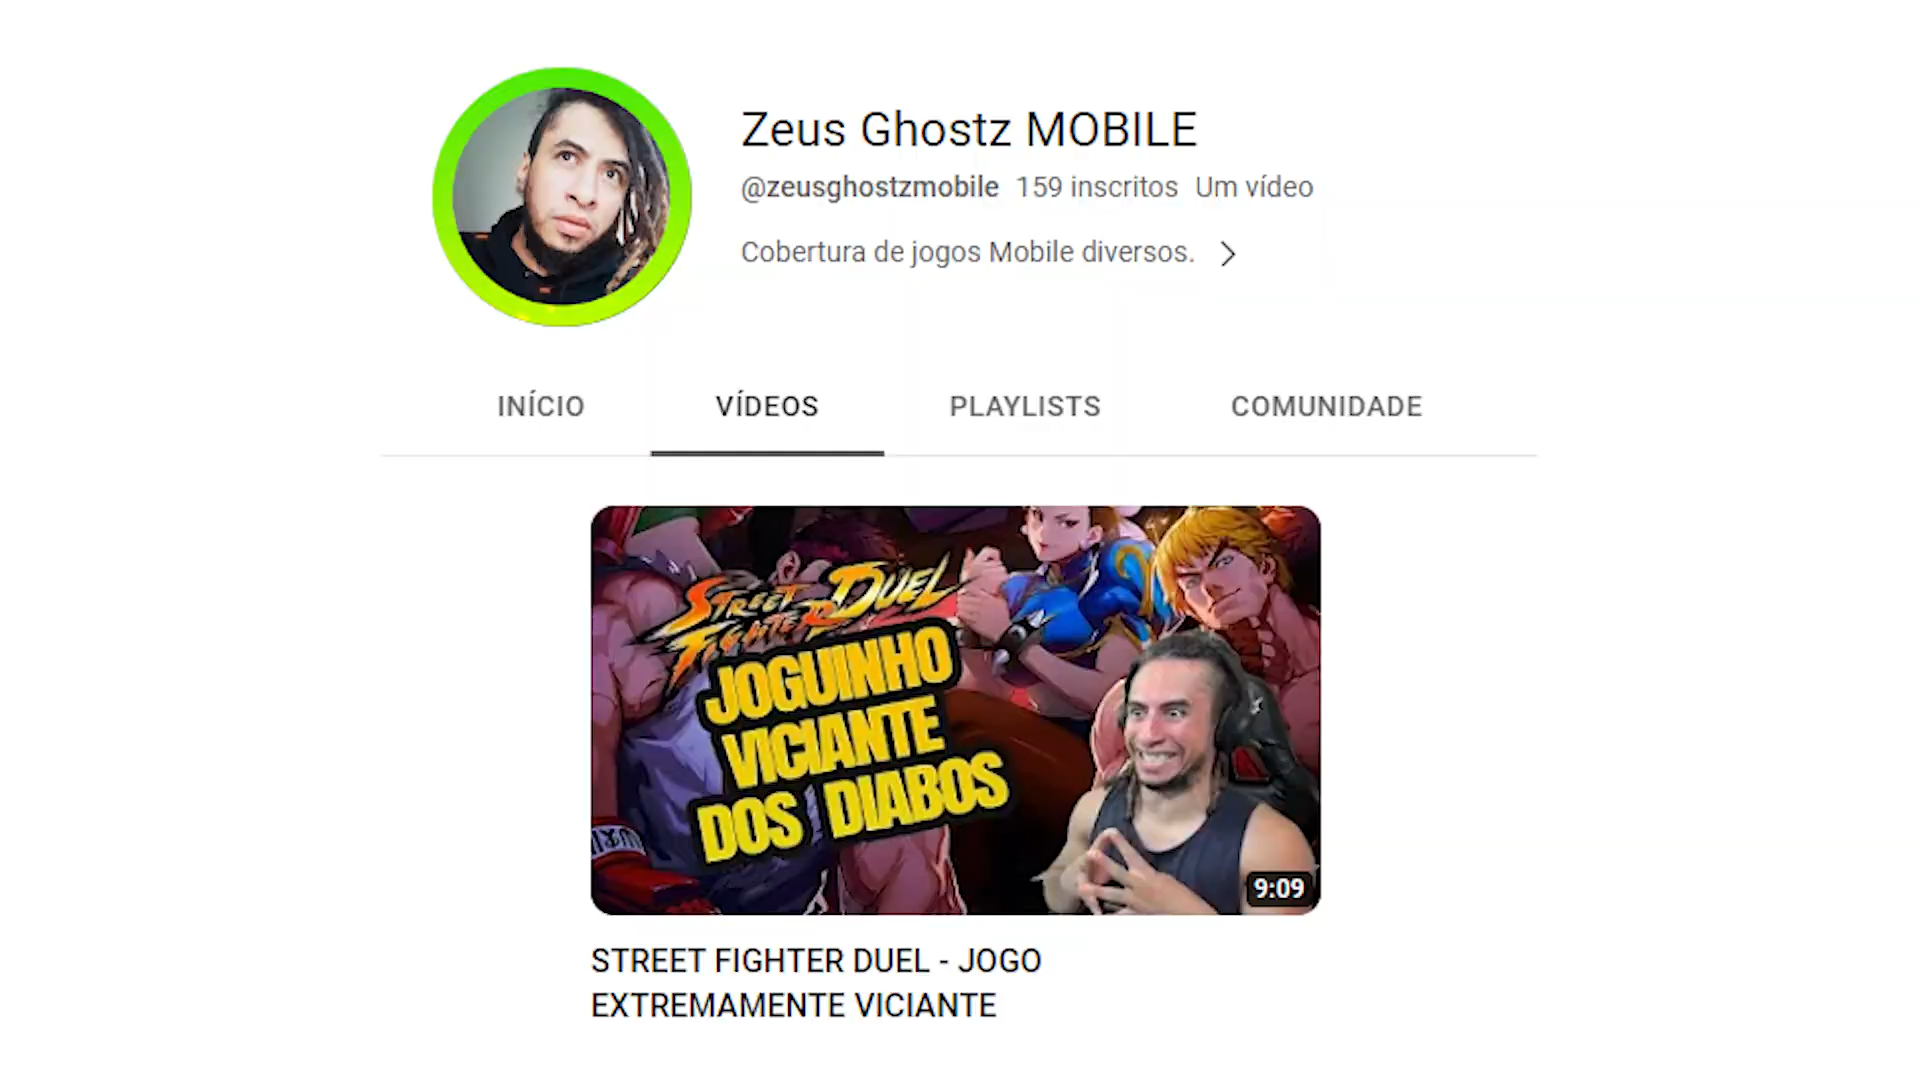 Zeus Ghostz MOBILE
@zeusghostzmobile 159 inscritos Um vídeo
Cobertura de jogos Mobile diversos.
INÍCIO VÍDEOS PLAYLISTS COMUNIDADE
STREET FIGHTER DUEL
JOGUINHO
VICIANTE
DOS DIABOS
9:09
STREET FIGHTER DUEL - JOGO
EXTREMAMENTE VICIANTE